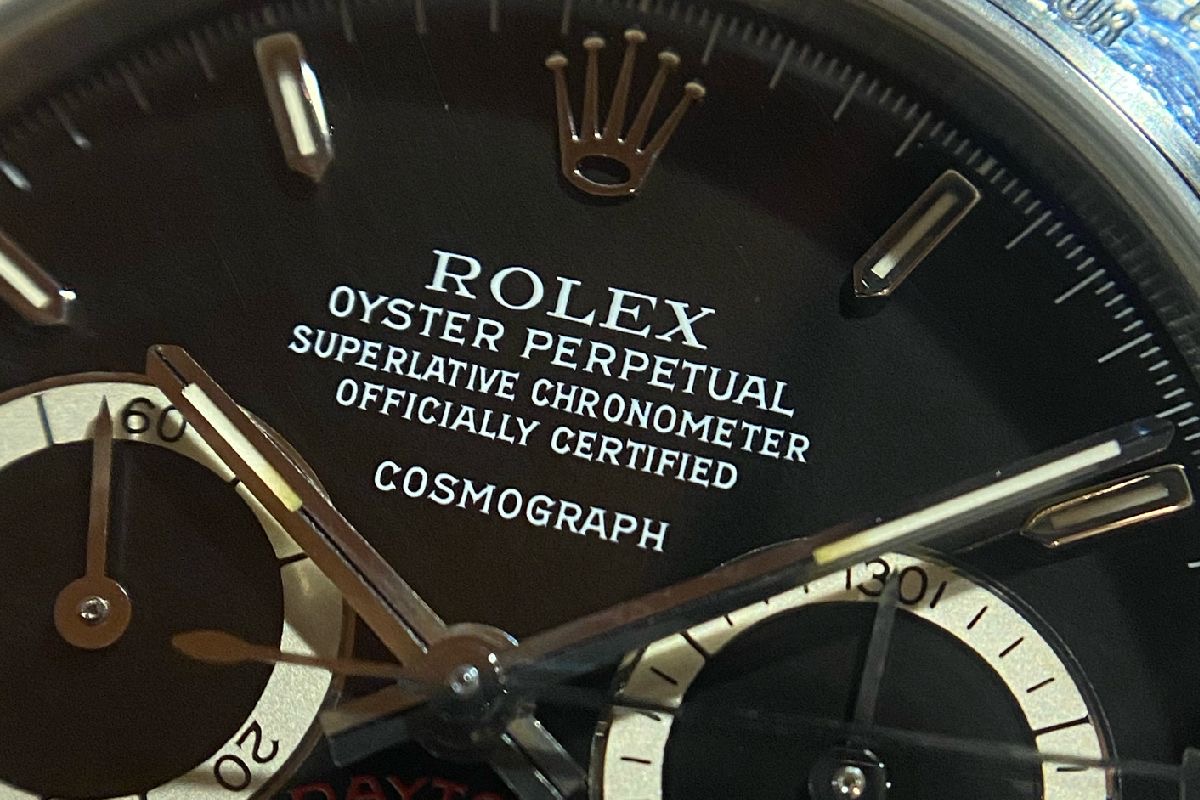 ROLEX
OYSTER PERPETUAL
SUPERLATIVE CHRONOMETER
OFFICIALLY CERTIFIED
COSMOGRAPH
60
30
20